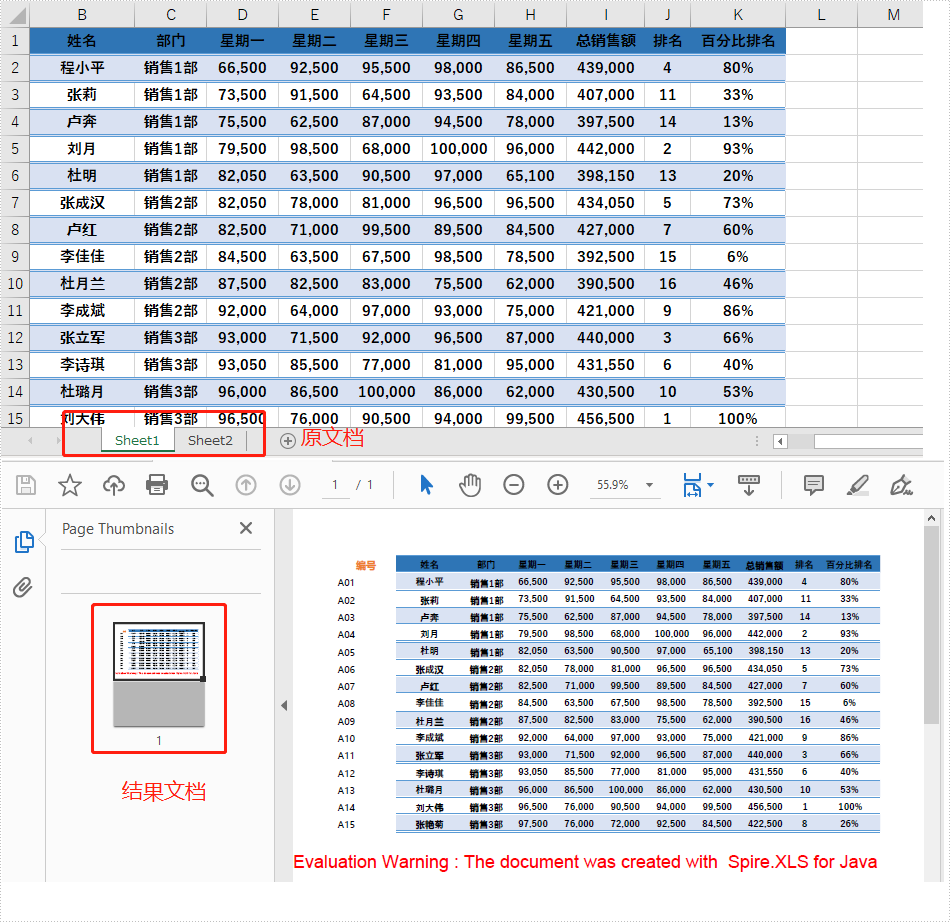 B C D E F G H I J K L M
1 姓名 部门 星期一 星期二 星期三 星期四 星期五 总销售额 排名 百分比排名
2 程小平 销售1部 66,500 92,500 95,500 98,000 86,500 439,000 4 80%
3 张莉 销售1部 73,500 91,500 64,500 93,500 84,000 407,000 11 33%
4 卢奔 销售1部 75,500 62,500 87,000 94,500 78,000 397,500 14 13%
5 刘月 销售1部 79,500 98,500 68,000 100,000 96,000 442,000 2 93%
6 杜明 销售1部 82,050 63,500 90,500 97,000 65,100 398,150 13 20%
7 张成汉 销售2部 82,050 78,000 81,000 96,500 96,500 434,050 5 73%
8 卢红 销售2部 82,500 71,000 99,500 89,500 84,500 427,000 7 60%
9 李佳佳 销售2部 84,500 63,500 67,500 98,500 78,500 392,500 15 6%
10 杜月兰 销售2部 87,500 82,500 83,000 75,500 62,000 390,500 16 46%
11 李成斌 销售2部 92,000 64,000 97,000 93,000 75,000 421,000 9 86%
12 张立军 销售3部 93,000 71,500 92,000 96,500 87,000 440,000 3 66%
13 李诗琪 销售3部 93,050 85,500 77,000 81,000 95,000 431,550 6 40%
14 杜璐月 销售3部 96,000 86,500 100,000 86,000 62,000 430,500 10 53%
15 刘大伟 销售3部 96,500 76,000 90,500 94,000 99,500 456,500 1 100%
Sheet1 Sheet2 原文档
1 / 1 55.9%
Page Thumbnails
1
结果文档
编号 姓名 部门 星期一 星期二 星期三 星期四 星期五 总销售额 排名 百分比排名
A01 程小平 销售1部 66,500 92,500 95,500 98,000 86,500 439,000 4 80%
A02 张莉 销售1部 73,500 91,500 64,500 93,500 84,000 407,000 11 33%
A03 卢奔 销售1部 75,500 62,500 87,000 94,500 78,000 397,500 14 13%
A04 刘月 销售1部 79,500 98,500 68,000 100,000 96,000 442,000 2 93%
A05 杜明 销售1部 82,050 63,500 90,500 97,000 65,100 398,150 13 20%
A06 张成汉 销售2部 82,050 78,000 81,000 96,500 96,500 434,050 5 73%
A07 卢红 销售2部 82,500 71,000 99,500 89,500 84,500 427,000 7 60%
A08 李佳佳 销售2部 84,500 63,500 67,500 98,500 78,500 392,500 15 6%
A09 杜月兰 销售2部 87,500 82,500 83,000 75,500 62,000 390,500 16 46%
A10 李成斌 销售2部 92,000 64,000 97,000 93,000 75,000 421,000 9 86%
A11 张立军 销售3部 93,000 71,500 92,000 96,500 87,000 440,000 3 66%
A12 李诗琪 销售3部 93,050 85,500 77,000 81,000 95,000 431,550 6 40%
A13 杜璐月 销售3部 96,000 86,500 100,000 86,000 62,000 430,500 10 53%
A14 刘大伟 销售3部 96,500 76,000 90,500 94,000 99,500 456,500 1 100%
A15 张艳菊 销售3部 97,500 76,000 72,000 92,500 84,500 422,500 8 26%
Evaluation Warning : The document was created with Spire.XLS for Java